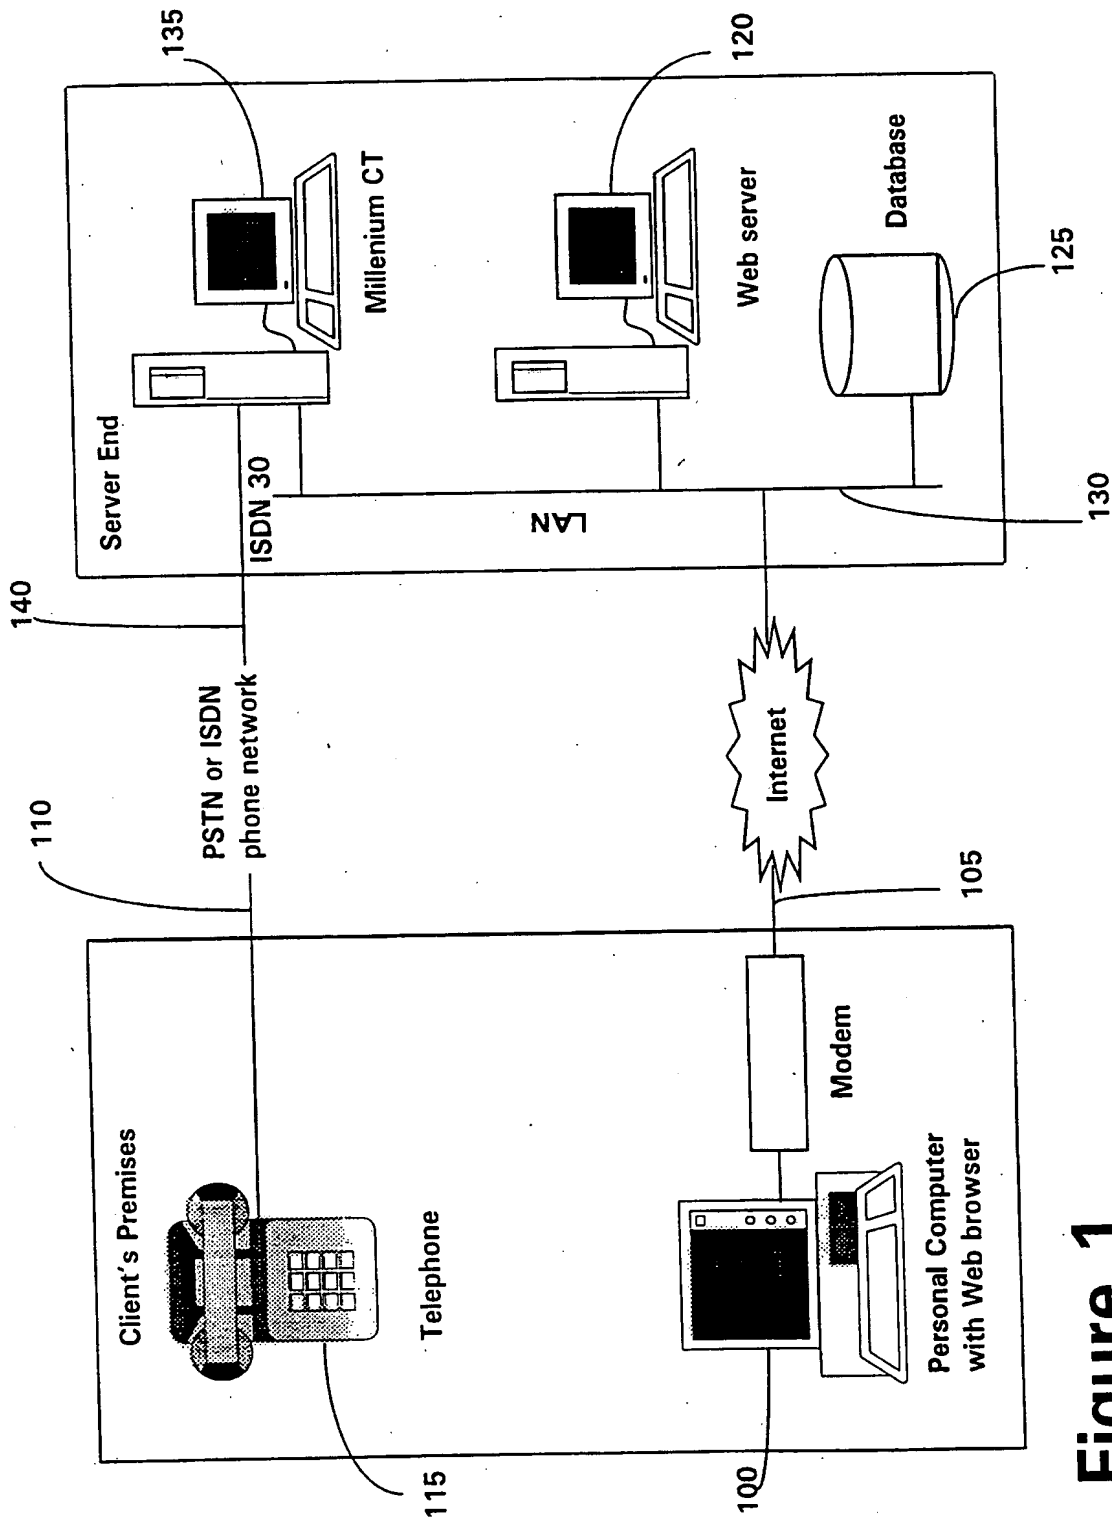 Client's Premises
115
Telephone
100
Personal Computer
with Web browser
Modem
110
105
PSTN or ISDN
phone network
Internet
140
Server End
ISDN 30
LAN
130
135
Millenium CT
120
Web server
Database
125
Figure 1